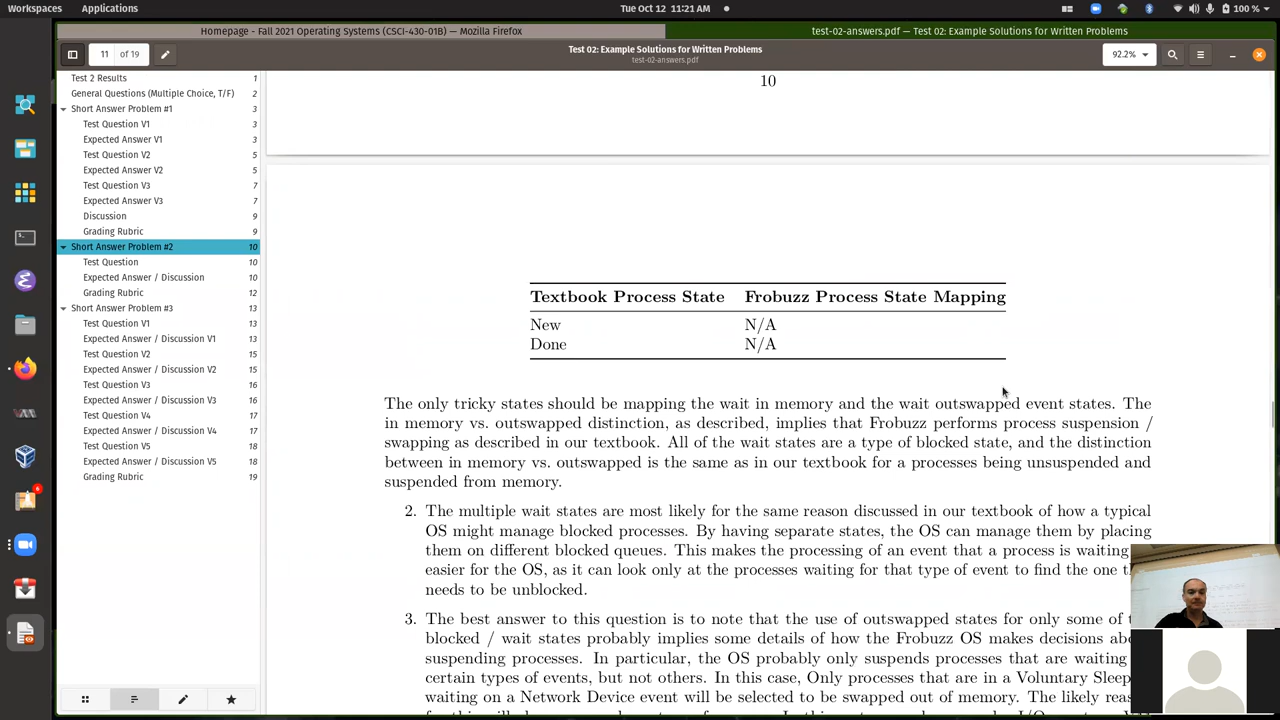 Workspaces
Applications
Tue Oct 12 11:21 AM
100 %
Homepage - Fall 2021 Operating Systems (CSCI-430-01B) — Mozilla Firefox
test-02-answers.pdf — Test 02: Example Solutions for Written Problems
11 of 19
Test 02: Example Solutions for Written Problems
test-02-answers.pdf
92.2%
Test 2 Results 1
General Questions (Multiple Choice, T/F) 2
Short Answer Problem #1 3
Test Question V1 3
Expected Answer V1 3
Test Question V2 5
Expected Answer V2 5
Test Question V3 7
Expected Answer V3 7
Discussion 9
Grading Rubric 9
Short Answer Problem #2 10
Test Question 10
Expected Answer / Discussion 10
Grading Rubric 12
Short Answer Problem #3 13
Test Question V1 13
Expected Answer / Discussion V1 13
Test Question V2 15
Expected Answer / Discussion V2 15
Test Question V3 16
Expected Answer / Discussion V3 16
Test Question V4 17
Expected Answer / Discussion V4 17
Test Question V5 18
Expected Answer / Discussion V5 18
Grading Rubric 19
10
Textbook Process State Frobuzz Process State Mapping
New N/A
Done N/A
The only tricky states should be mapping the wait in memory and the wait outswapped event states. The
in memory vs. outswapped distinction, as described, implies that Frobuzz performs process suspension /
swapping as described in our textbook. All of the wait states are a type of blocked state, and the distinction
between in memory vs. outswapped is the same as in our textbook for a processes being unsuspended and
suspended from memory.
2. The multiple wait states are most likely for the same reason discussed in our textbook of how a typical
OS might manage blocked processes. By having separate states, the OS can manage them by placing
them on different blocked queues. This makes the processing of an event that a process is waiting
easier for the OS, as it can look only at the processes waiting for that type of event to find the one
needs to be unblocked.
3. The best answer to this question is to note that the use of outswapped states for only some of
blocked / wait states probably implies some details of how the Frobuzz OS makes decisions
suspending processes. In particular, the OS probably only suspends processes that are waiting
certain types of events, but not others. In this case, Only processes that are in a Voluntary Sleep
waiting on a Network Device event will be selected to be swapped out of memory. The likely